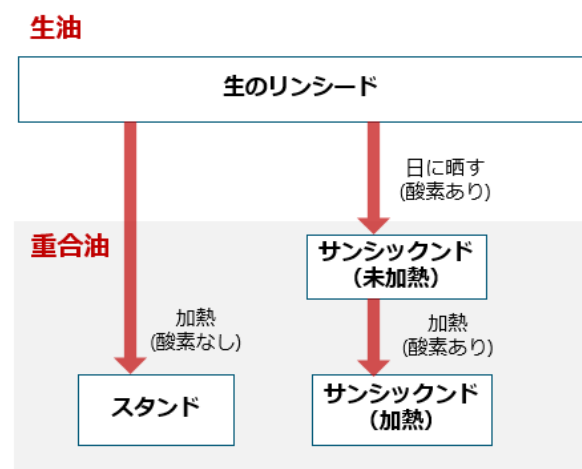 生油
生のリンシード
日に晒す
(酸素あり)
重合油
サンシックンド
（未加熱）
加熱
(酸素なし)
加熱
(酸素あり)
スタンド
サンシックンド
(加熱)